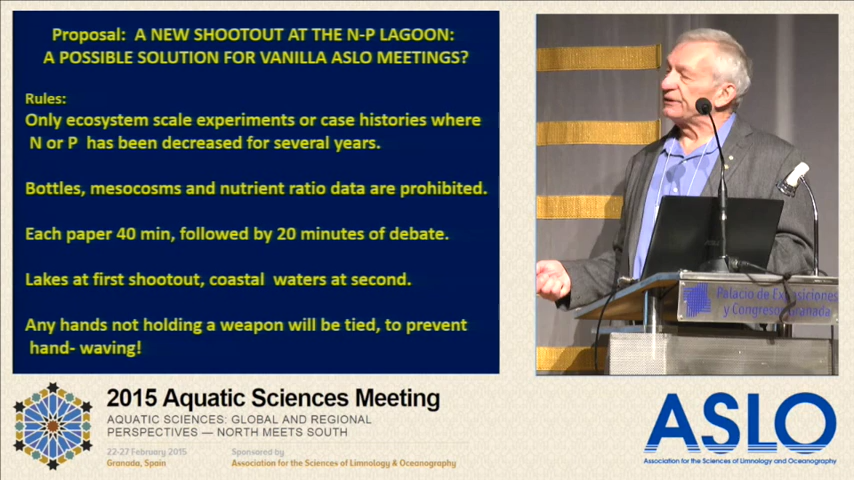 Proposal: A NEW SHOOTOUT AT THE N-P LAGOON:
A POSSIBLE SOLUTION FOR VANILLA ASLO MEETINGS?
Rules:
Only ecosystem scale experiments or case histories where
N or P has been decreased for several years.
Bottles, mesocosms and nutrient ratio data are prohibited.
Each paper 40 min, followed by 20 minutes of debate.
Lakes at first shootout, coastal waters at second.
Any hands not holding a weapon will be tied, to prevent
hand- waving!
Palacio de Exposiciones
y Congresos Granada
2015 Aquatic Sciences Meeting
AQUATIC SCIENCES: GLOBAL AND REGIONAL
PERSPECTIVES — NORTH MEETS SOUTH
22-27 February 2015
Granada, Spain
Sponsored by
Association for the Sciences of Limnology & Oceanography
ASLO
Association for the Sciences of Limnology and Oceanography